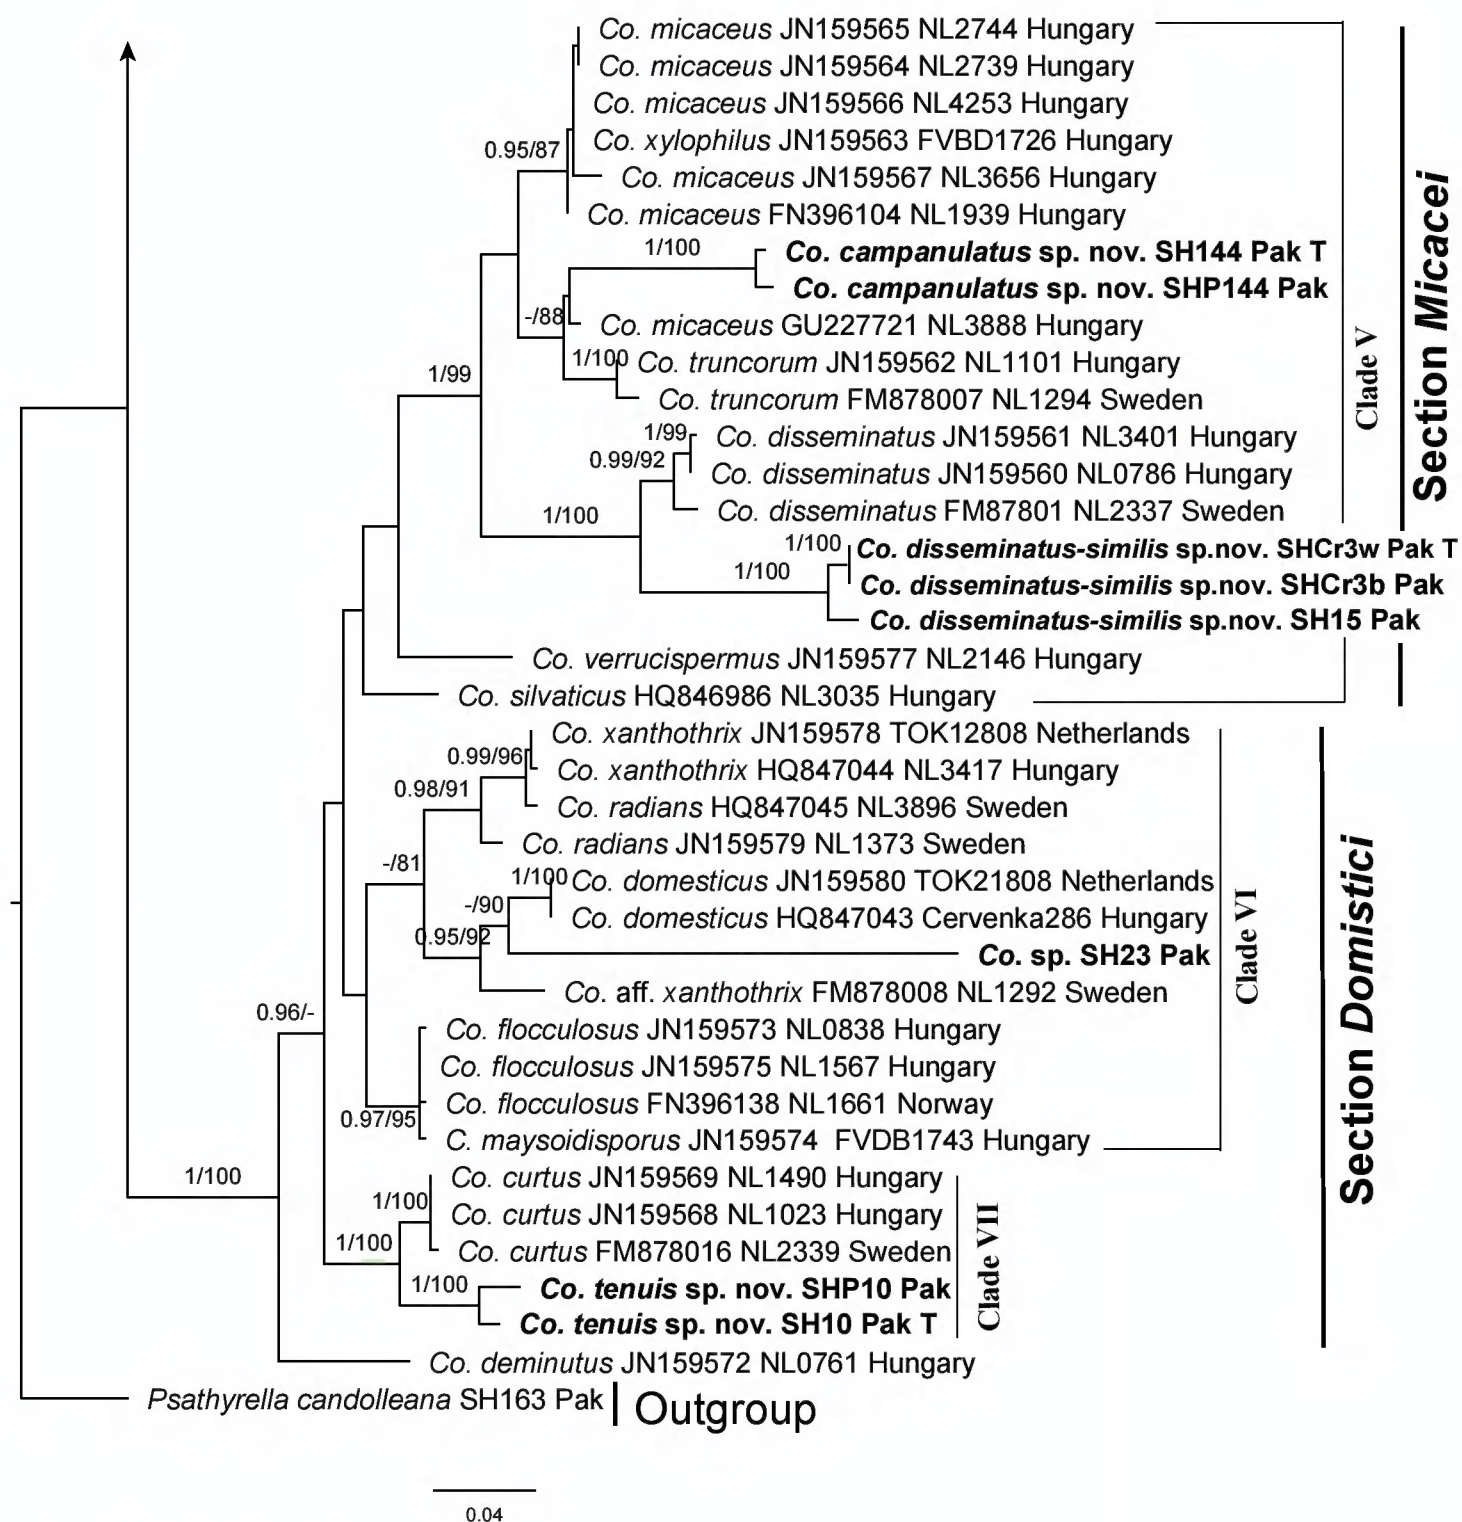 Co. micaceus JN159565 NL2744 Hungary
Co. micaceus JN159564 NL2739 Hungary
Co. micaceus JN159566 NL4253 Hungary
0.95/87
Co. xylophilus JN159563 FVBD1726 Hungary
Co. micaceus JN159567 NL3656 Hungary
Co. micaceus FN396104 NL1939 Hungary
1/100
Co. campanulatus sp. nov. SH144 Pak T
Co. campanulatus sp. nov. SHP144 Pak
-/88
Co. micaceus GU227721 NL3888 Hungary
1/100
Co. truncorum JN159562 NL1101 Hungary
1/99
Co. truncorum FM878007 NL1294 Sweden
1/99
Co. disseminatus JN159561 NL3401 Hungary
0.99/92
Co. disseminatus JN159560 NL0786 Hungary
Co. disseminatus FM87801 NL2337 Sweden
1/100
1/100
Co. disseminatus-similis sp.nov. SHCr3w Pak T
1/100
Co. disseminatus-similis sp.nov. SHCr3b Pak
Co. disseminatus-similis sp.nov. SH15 Pak
Co. verrucispermus JN159577 NL2146 Hungary
Co. silvaticus HQ846986 NL3035 Hungary
Clade V
Section Micacei
Co. xanthothrix JN159578 TOK12808 Netherlands
0.99/96
Co. xanthothrix HQ847044 NL3417 Hungary
0.98/91
Co. radians HQ847045 NL3896 Sweden
Co. radians JN159579 NL1373 Sweden
-/81
1/100
Co. domesticus JN159580 TOK21808 Netherlands
-/90
Co. domesticus HQ847043 Cervenka286 Hungary
0.95/92
Co. sp. SH23 Pak
Co. aff. xanthothrix FM878008 NL1292 Sweden
0.96/-
Co. flocculosus JN159573 NL0838 Hungary
Co. flocculosus JN159575 NL1567 Hungary
Co. flocculosus FN396138 NL1661 Norway
0.97/95
C. maysoidisporus JN159574 FVDB1743 Hungary
Clade VI
Section Domistici
1/100
Co. curtus JN159569 NL1490 Hungary
1/100
Co. curtus JN159568 NL1023 Hungary
1/100
Co. curtus FM878016 NL2339 Sweden
1/100
Co. tenuis sp. nov. SHP10 Pak
Co. tenuis sp. nov. SH10 Pak T
Clade VII
Co. deminutus JN159572 NL0761 Hungary
Psathyrella candolleana SH163 Pak
Outgroup
0.04